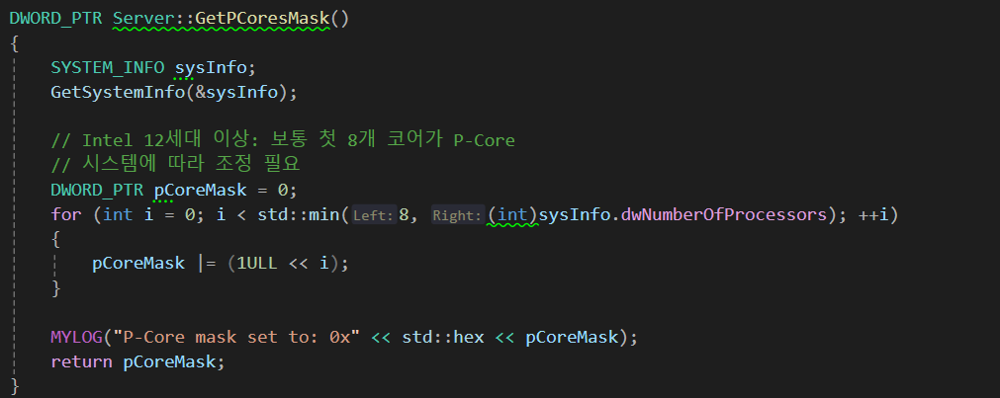 DWORD_PTR Server::GetPCoresMask()
{
    SYSTEM_INFO sysInfo;
    GetSystemInfo(&sysInfo);
    // Intel 12세대 이상: 보통 첫 8개 코어가 P-Core
    // 시스템에 따라 조정 필요
    DWORD_PTR pCoreMask = 0;
    for (int i = 0; i < std::min(Left: 8, Right: (int)sysInfo.dwNumberOfProcessors); ++i)
    {
        pCoreMask |= (1ULL << i);
    }
    MYLOG("P-Core mask set to: 0x" << std::hex << pCoreMask);
    return pCoreMask;
}